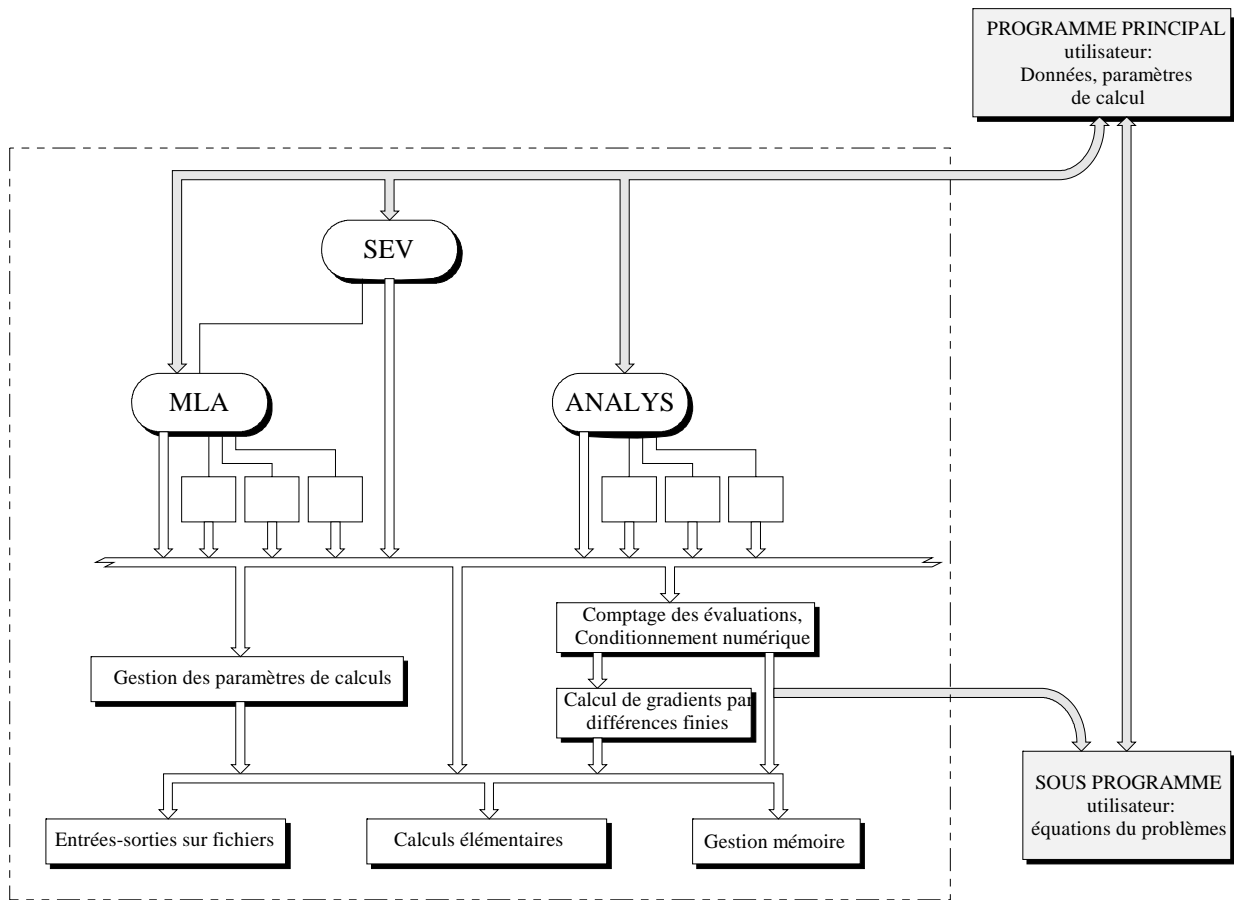 PROGRAMME PRINCIPAL
utilisateur:
Données, paramètres
de calcul
SEV
MLA
ANALYS
Comptage des évaluations,
Conditionnement numérique
Gestion des paramètres de calculs
Calcul de gradients par
différences finies
SOUS PROGRAMME
utilisateur:
équations du problèmes
Entrées-sorties sur fichiers
Calculs élémentaires
Gestion mémoire